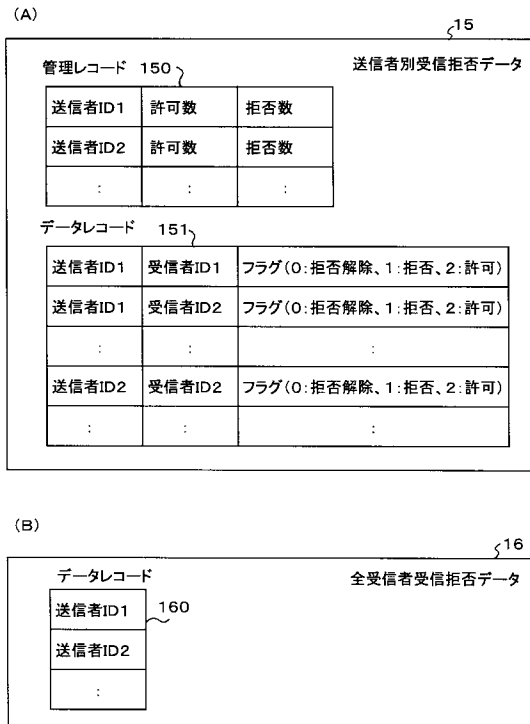 (A)
15
送信者別受信拒否データ
管理レコード 150
送信者ID1 許可数 拒否数
送信者ID2 許可数 拒否数
: : :
データレコード 151
送信者ID1 受信者ID1 フラグ(0:拒否解除、1:拒否、2:許可)
送信者ID1 受信者ID2 フラグ(0:拒否解除、1:拒否、2:許可)
: : :
送信者ID2 受信者ID2 フラグ(0:拒否解除、1:拒否、2:許可)
: : :
(B)
16
データレコード 全受信者受信拒否データ
送信者ID1 160
送信者ID2
: